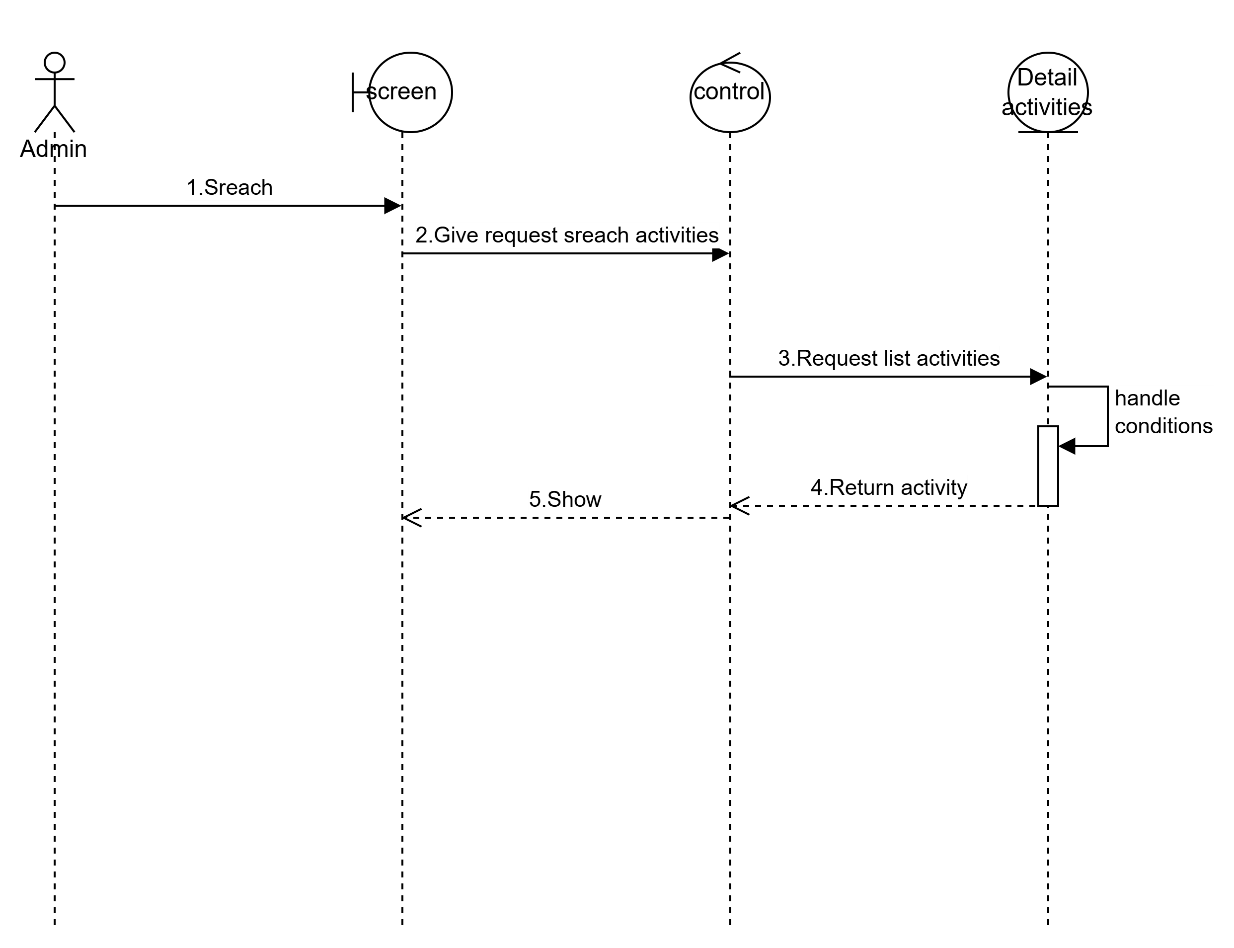 Admin
screen
control
Detail
activities
1.Sreach
2.Give request sreach activities
3.Request list activities
handle
conditions
4.Return activity
5.Show